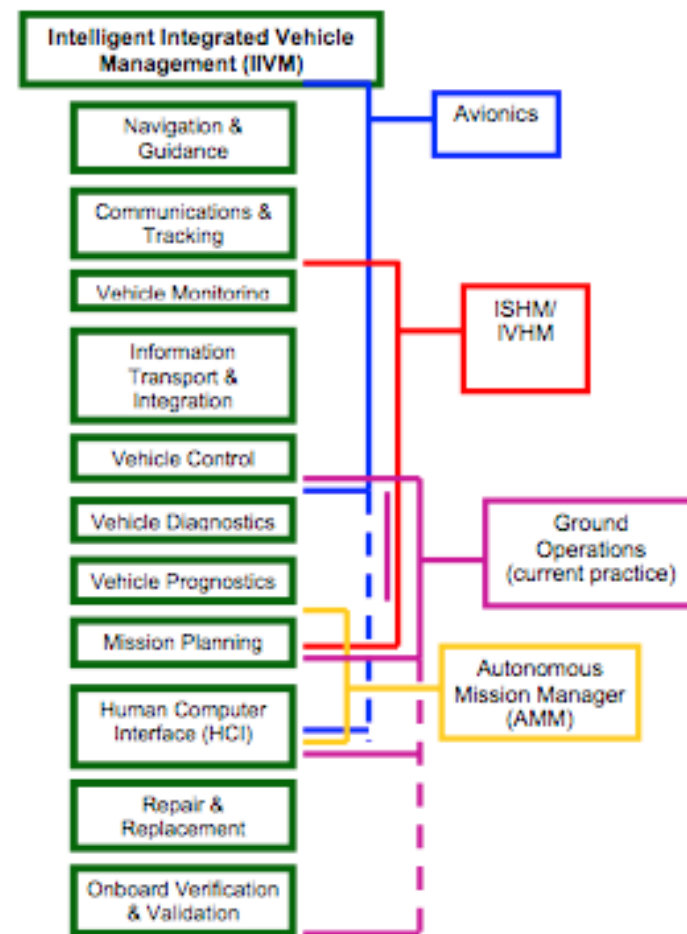 Intelligent Integrated Vehicle
Management (IIVM)
Navigation &
Guidance
Communications &
Tracking
Vehicle Monitoring
Information
Transport &
Integration
Vehicle Control
Vehicle Diagnostics
Vehicle Prognostics
Mission Planning
Human Computer
Interface (HCI)
Repair &
Replacement
Onboard Verification
& Validation
Avionics
ISHM/
IVHM
Ground
Operations
(current practice)
Autonomous
Mission Manager
(AMM)